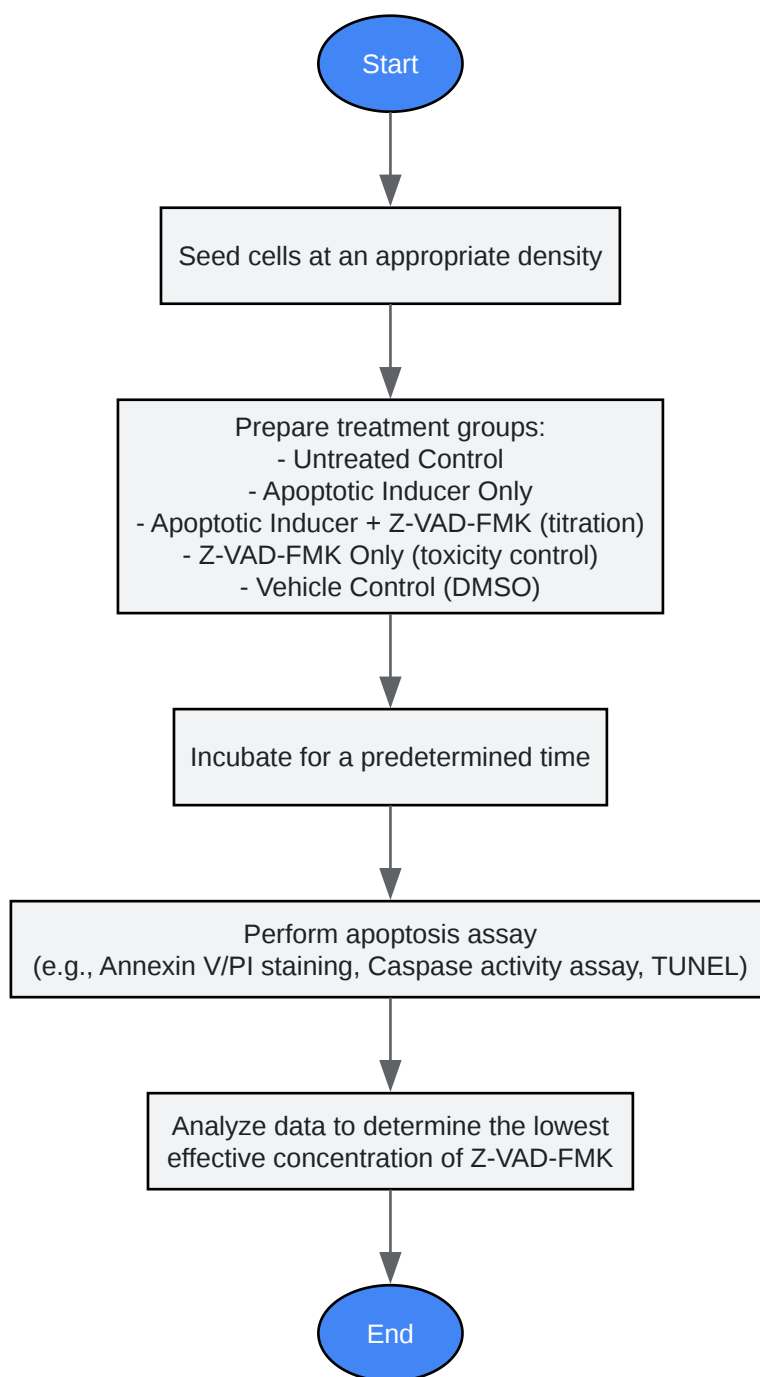 Start
Seed cells at an appropriate density
Prepare treatment groups:
- Untreated Control
- Apoptotic Inducer Only
- Apoptotic Inducer + Z-VAD-FMK (titration)
- Z-VAD-FMK Only (toxicity control)
- Vehicle Control (DMSO)
Incubate for a predetermined time
Perform apoptosis assay
(e.g., Annexin V/PI staining, Caspase activity assay, TUNEL)
Analyze data to determine the lowest
effective concentration of Z-VAD-FMK
End